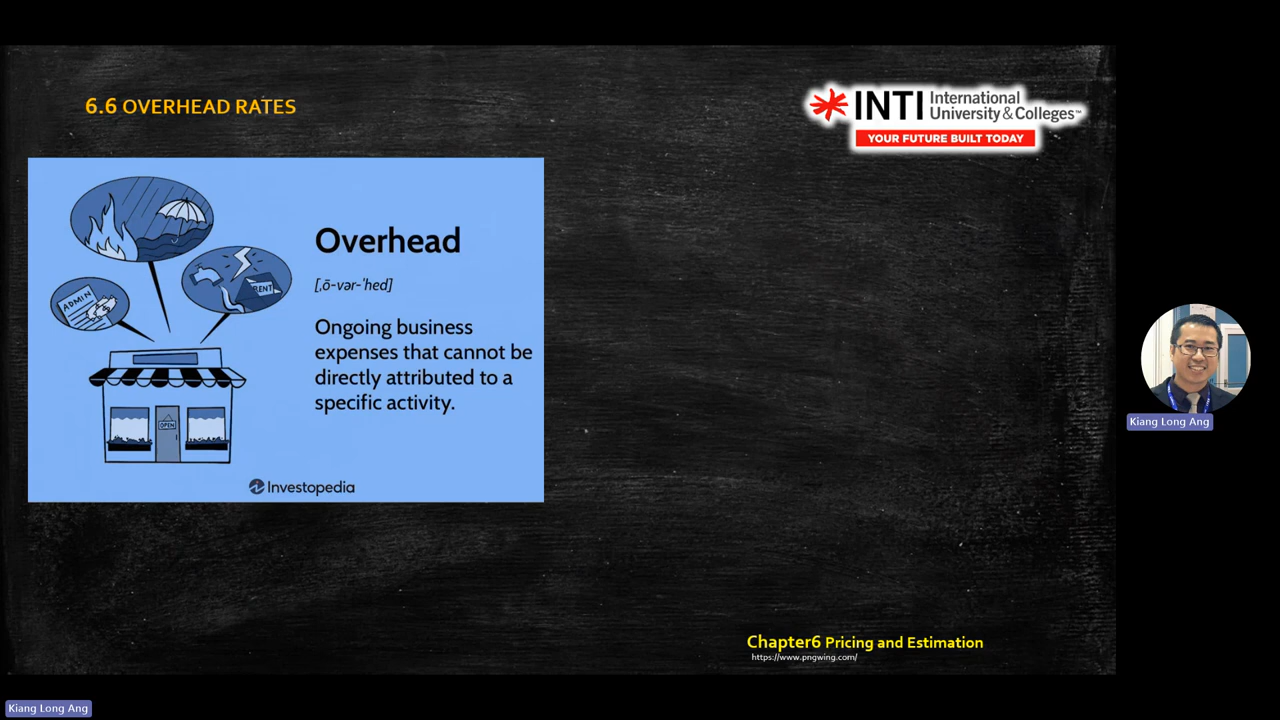 6.6 OVERHEAD RATES
INTI International
University & Colleges™
YOUR FUTURE BUILT TODAY
Overhead
[ˌō-vər-ˈhed]
Ongoing business
expenses that cannot be
directly attributed to a
specific activity.
ADMIN
RENT
OPEN
Investopedia
Kiang Long Ang
Chapter6 Pricing and Estimation
https://www.pngwing.com/
Kiang Long Ang